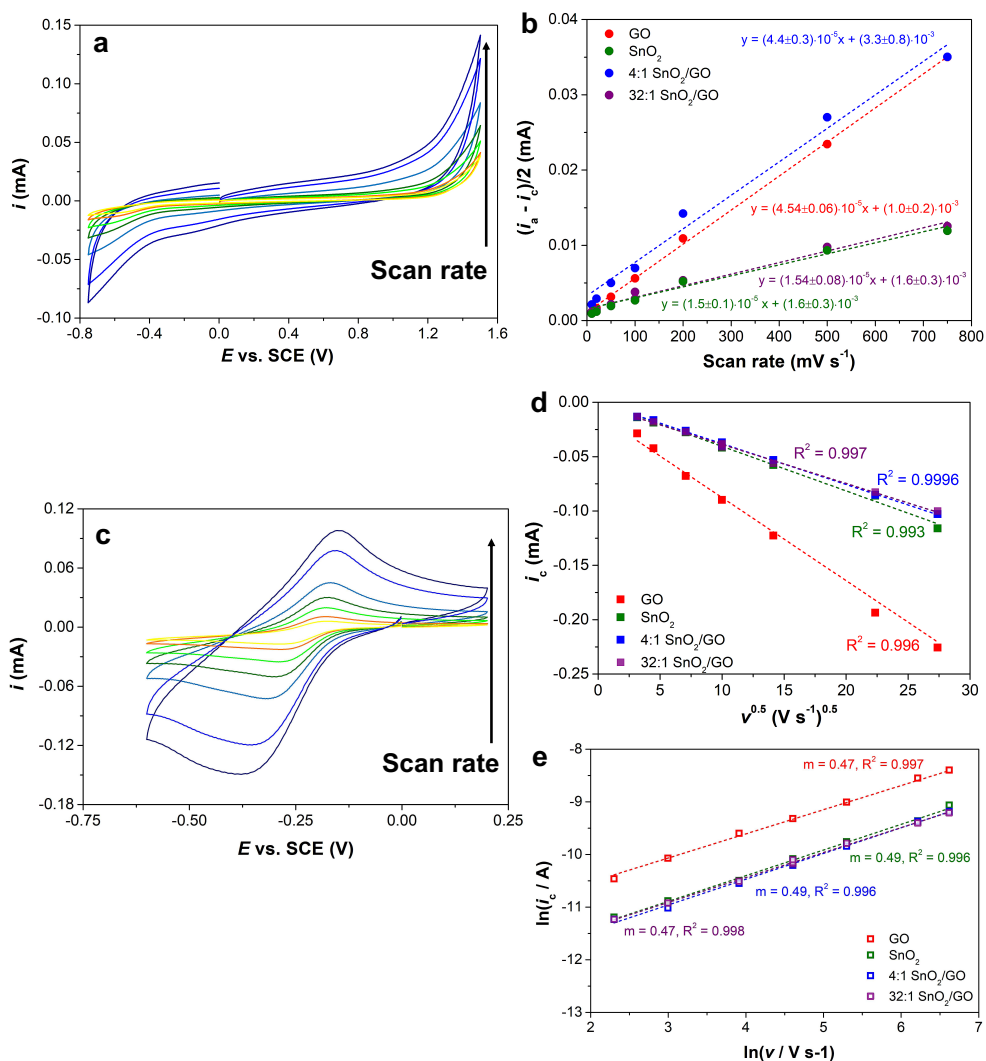 a
0.15
0.10
0.05
0.00
-0.05
-0.10
i (mA)
-0.8
-0.4
0.0
0.4
0.8
1.2
1.6
E vs. SCE (V)
Scan rate
b
0.04
0.03
0.02
0.01
0.00
(iₐ - i_c)/2 (mA)
GO
SnO₂
4:1 SnO₂/GO
32:1 SnO₂/GO
y = (4.4±0.3)·10⁻⁵x + (3.3±0.8)·10⁻³
y = (4.54±0.06)·10⁻⁵x + (1.0±0.2)·10⁻³
y = (1.54±0.08)·10⁻⁵x + (1.6±0.3)·10⁻³
y = (1.5±0.1)·10⁻⁵x + (1.6±0.3)·10⁻³
0
100
200
300
400
500
600
700
800
Scan rate (mV s⁻¹)
c
0.12
0.06
0.00
-0.06
-0.12
-0.18
i (mA)
-0.75
-0.50
-0.25
0.00
0.25
E vs. SCE (V)
Scan rate
d
0.00
-0.05
-0.10
-0.15
-0.20
-0.25
i_c (mA)
R² = 0.997
R² = 0.9996
R² = 0.993
R² = 0.996
GO
SnO₂
4:1 SnO₂/GO
32:1 SnO₂/GO
0
5
10
15
20
25
30
v⁰·⁵ (V s⁻¹)⁰·⁵
e
-8
-9
-10
-11
-12
-13
ln(i_c / A)
m = 0.47, R² = 0.997
m = 0.49, R² = 0.996
m = 0.49, R² = 0.996
m = 0.47, R² = 0.998
GO
SnO₂
4:1 SnO₂/GO
32:1 SnO₂/GO
2
3
4
5
6
7
ln(v / V s-1)